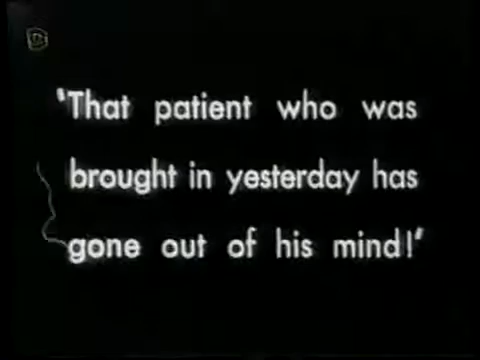 'That patient who was
brought in yesterday has
gone out of his mind!'